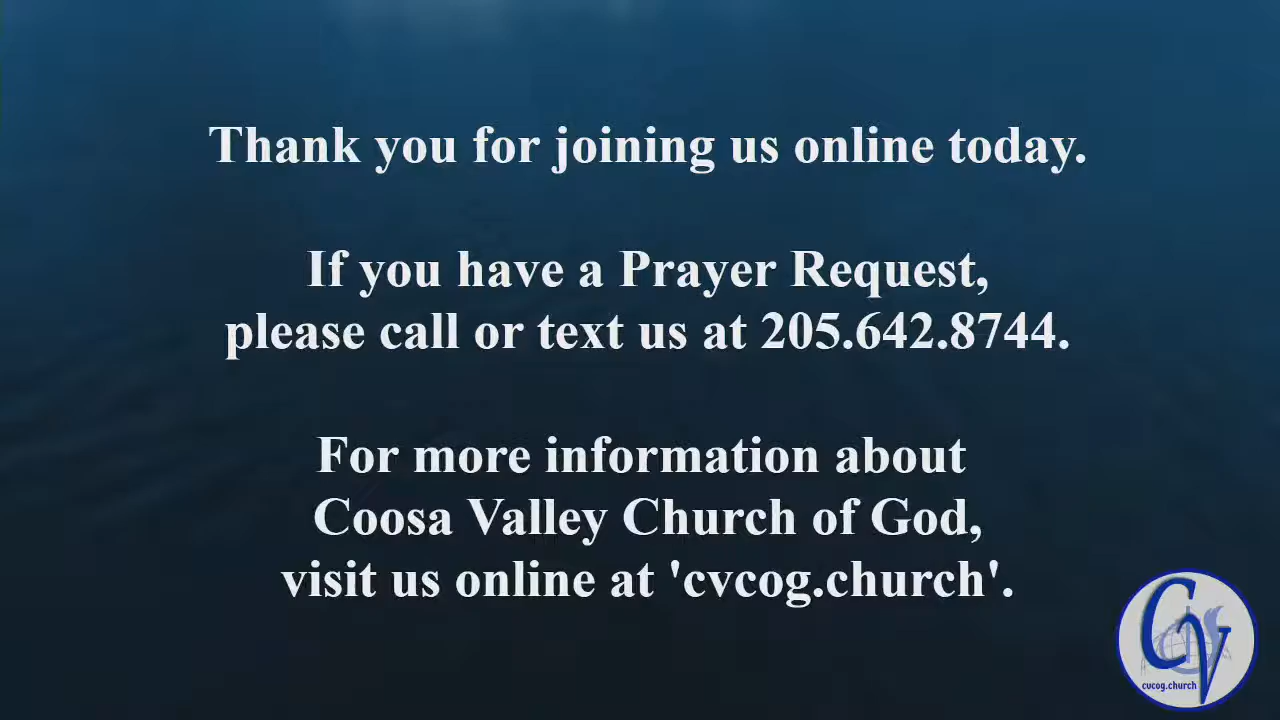 Thank you for joining us online today.
If you have a Prayer Request,
please call or text us at 205.642.8744.
For more information about
Coosa Valley Church of God,
visit us online at 'cvcog.church'.
CV
cvcog.church